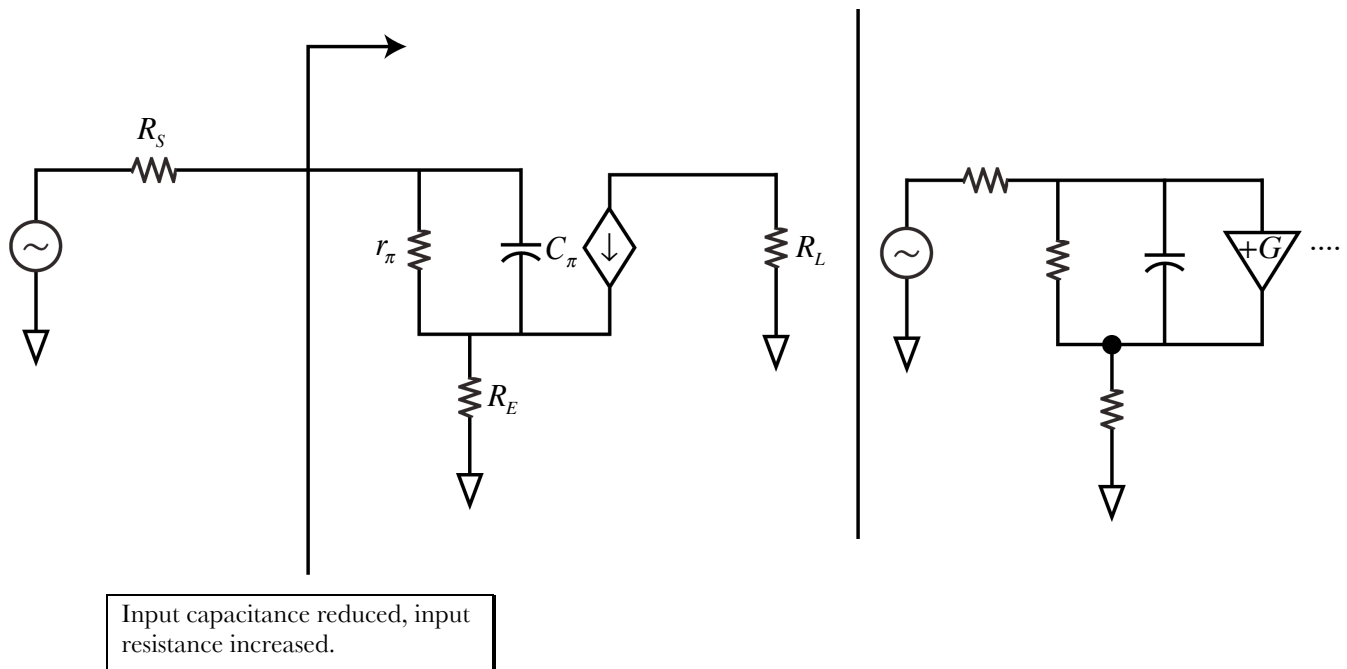 R_S
r_π
C_π
R_L
R_E
+G ....
Input capacitance reduced, input
resistance increased.